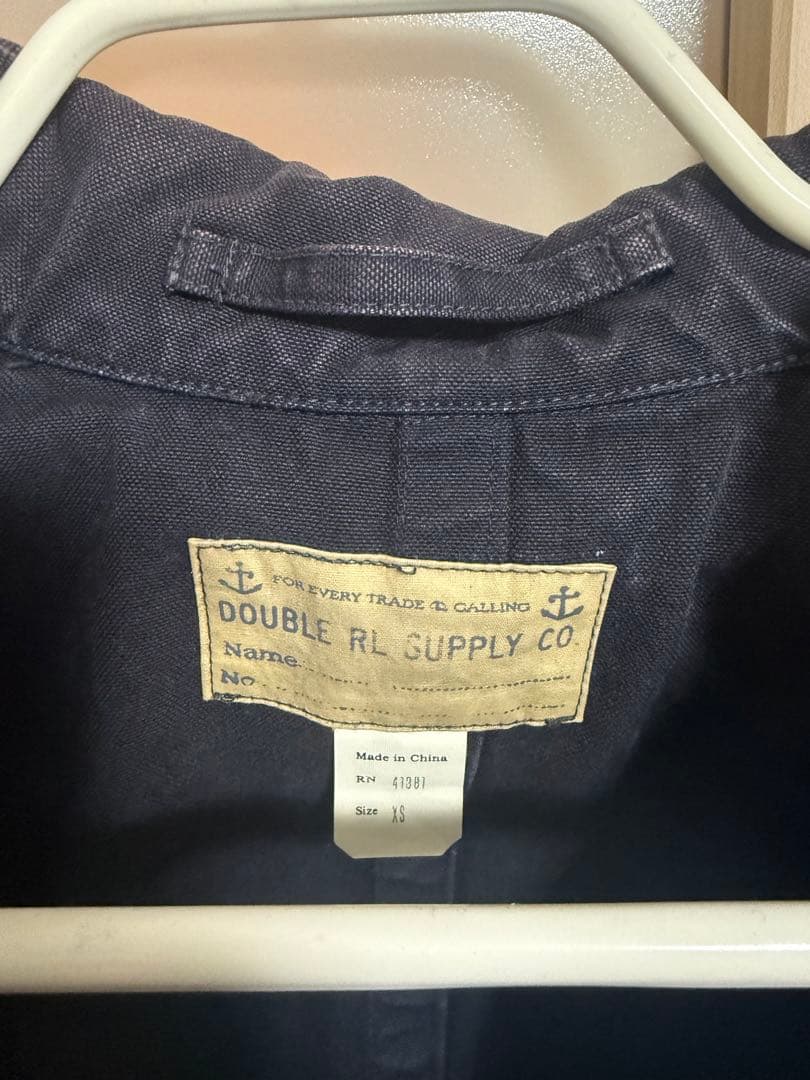 FOR EVERY TRADE & CALLING
DOUBLE RL SUPPLY CO.
Name
No
Made in China
RN 41381
Size XS